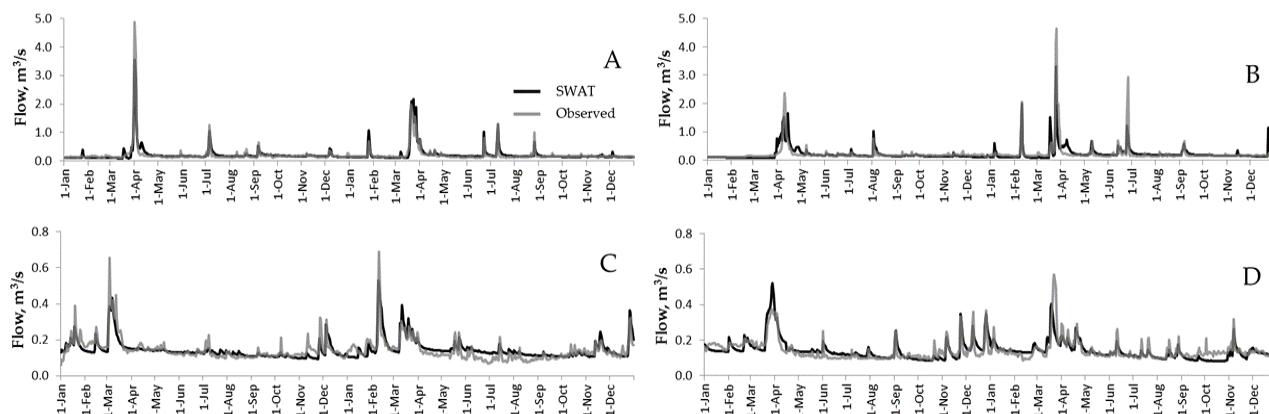 5.0
4.0
3.0
2.0
1.0
0.0
Flow, m³/s
A
SWAT
Observed
1-Jan
1-Feb
1-Mar
1-Apr
1-May
1-Jun
1-Jul
1-Aug
1-Sep
1-Oct
1-Nov
1-Dec
1-Jan
1-Feb
1-Mar
1-Apr
1-May
1-Jun
1-Jul
1-Aug
1-Sep
1-Oct
1-Nov
1-Dec
5.0
4.0
3.0
2.0
1.0
0.0
Flow, m³/s
B
1-Jan
1-Feb
1-Mar
1-Apr
1-May
1-Jun
1-Jul
1-Aug
1-Sep
1-Oct
1-Nov
1-Dec
1-Jan
1-Feb
1-Mar
1-Apr
1-May
1-Jun
1-Jul
1-Aug
1-Sep
1-Oct
1-Nov
1-Dec
0.8
0.6
0.4
0.2
0.0
Flow, m³/s
C
1-Jan
1-Feb
1-Mar
1-Apr
1-May
1-Jun
1-Jul
1-Aug
1-Sep
1-Oct
1-Nov
1-Dec
1-Jan
1-Feb
1-Mar
1-Apr
1-May
1-Jun
1-Jul
1-Aug
1-Sep
1-Oct
1-Nov
1-Dec
0.8
0.6
0.4
0.2
0.0
Flow, m³/s
D
1-Jan
1-Feb
1-Mar
1-Apr
1-May
1-Jun
1-Jul
1-Aug
1-Sep
1-Oct
1-Nov
1-Dec
1-Jan
1-Feb
1-Mar
1-Apr
1-May
1-Jun
1-Jul
1-Aug
1-Sep
1-Oct
1-Nov
1-Dec